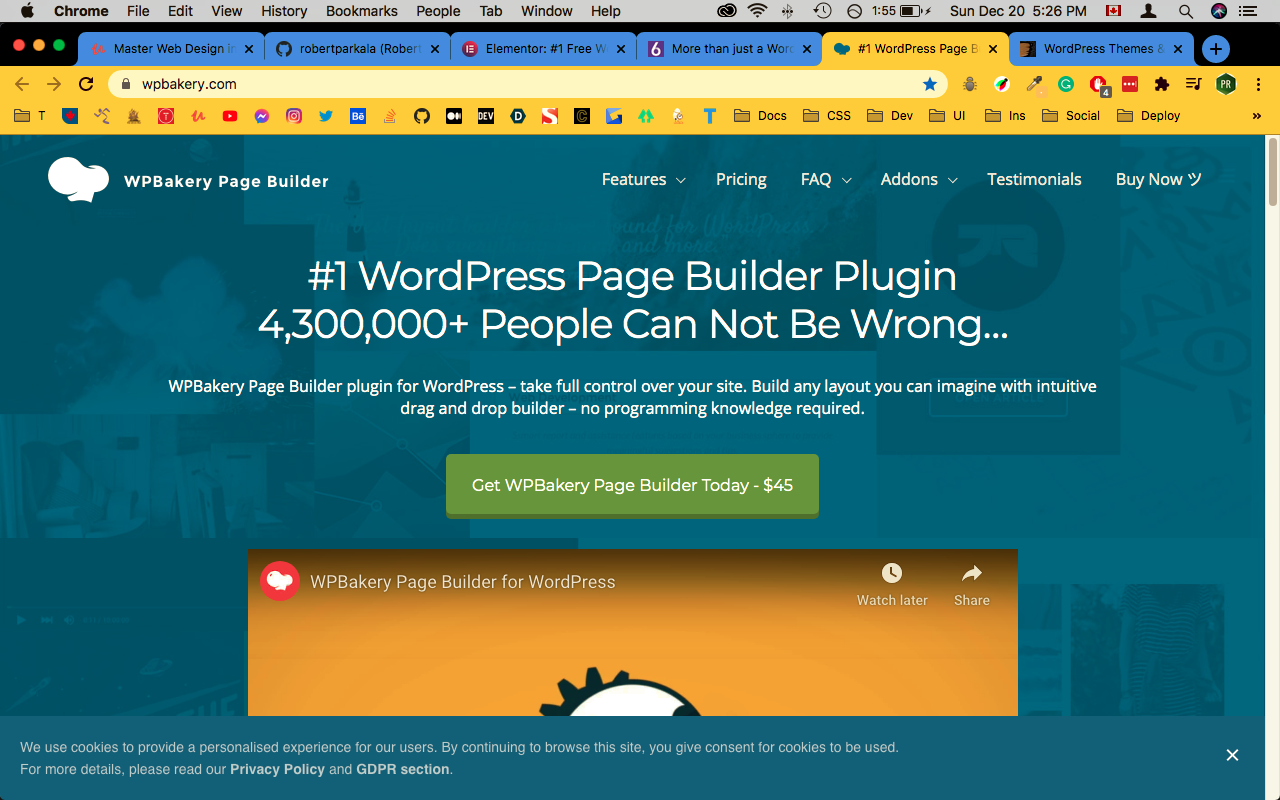 Chrome File Edit View History Bookmarks People Tab Window Help 1:55 Sun Dec 20 5:26 PM
Master Web Design in robertparkala (Rober Elementor: #1 Free W More than just a Wor #1 WordPress Page B WordPress Themes &
wpbakery.com PR 4
T Bē DEV Docs CSS Dev UI Ins Social Deploy »
WPBakery Page Builder Features Pricing FAQ Addons Testimonials Buy Now ツ
#1 WordPress Page Builder Plugin
4,300,000+ People Can Not Be Wrong...
WPBakery Page Builder plugin for WordPress – take full control over your site. Build any layout you can imagine with intuitive
drag and drop builder – no programming knowledge required.
Get WPBakery Page Builder Today - $45
WPBakery Page Builder for WordPress
Watch later Share
We use cookies to provide a personalised experience for our users. By continuing to browse this site, you give consent for cookies to be used.
For more details, please read our Privacy Policy and GDPR section.